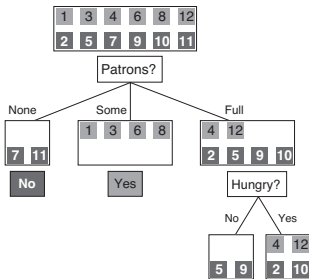 1 3 4 6 8 12
2 5 7 9 10 11
Patrons?
None Some Full
1 3 6 8 4 12
7 11 2 5 9 10
No Yes Hungry?
No Yes
4 12
5 9 2 10